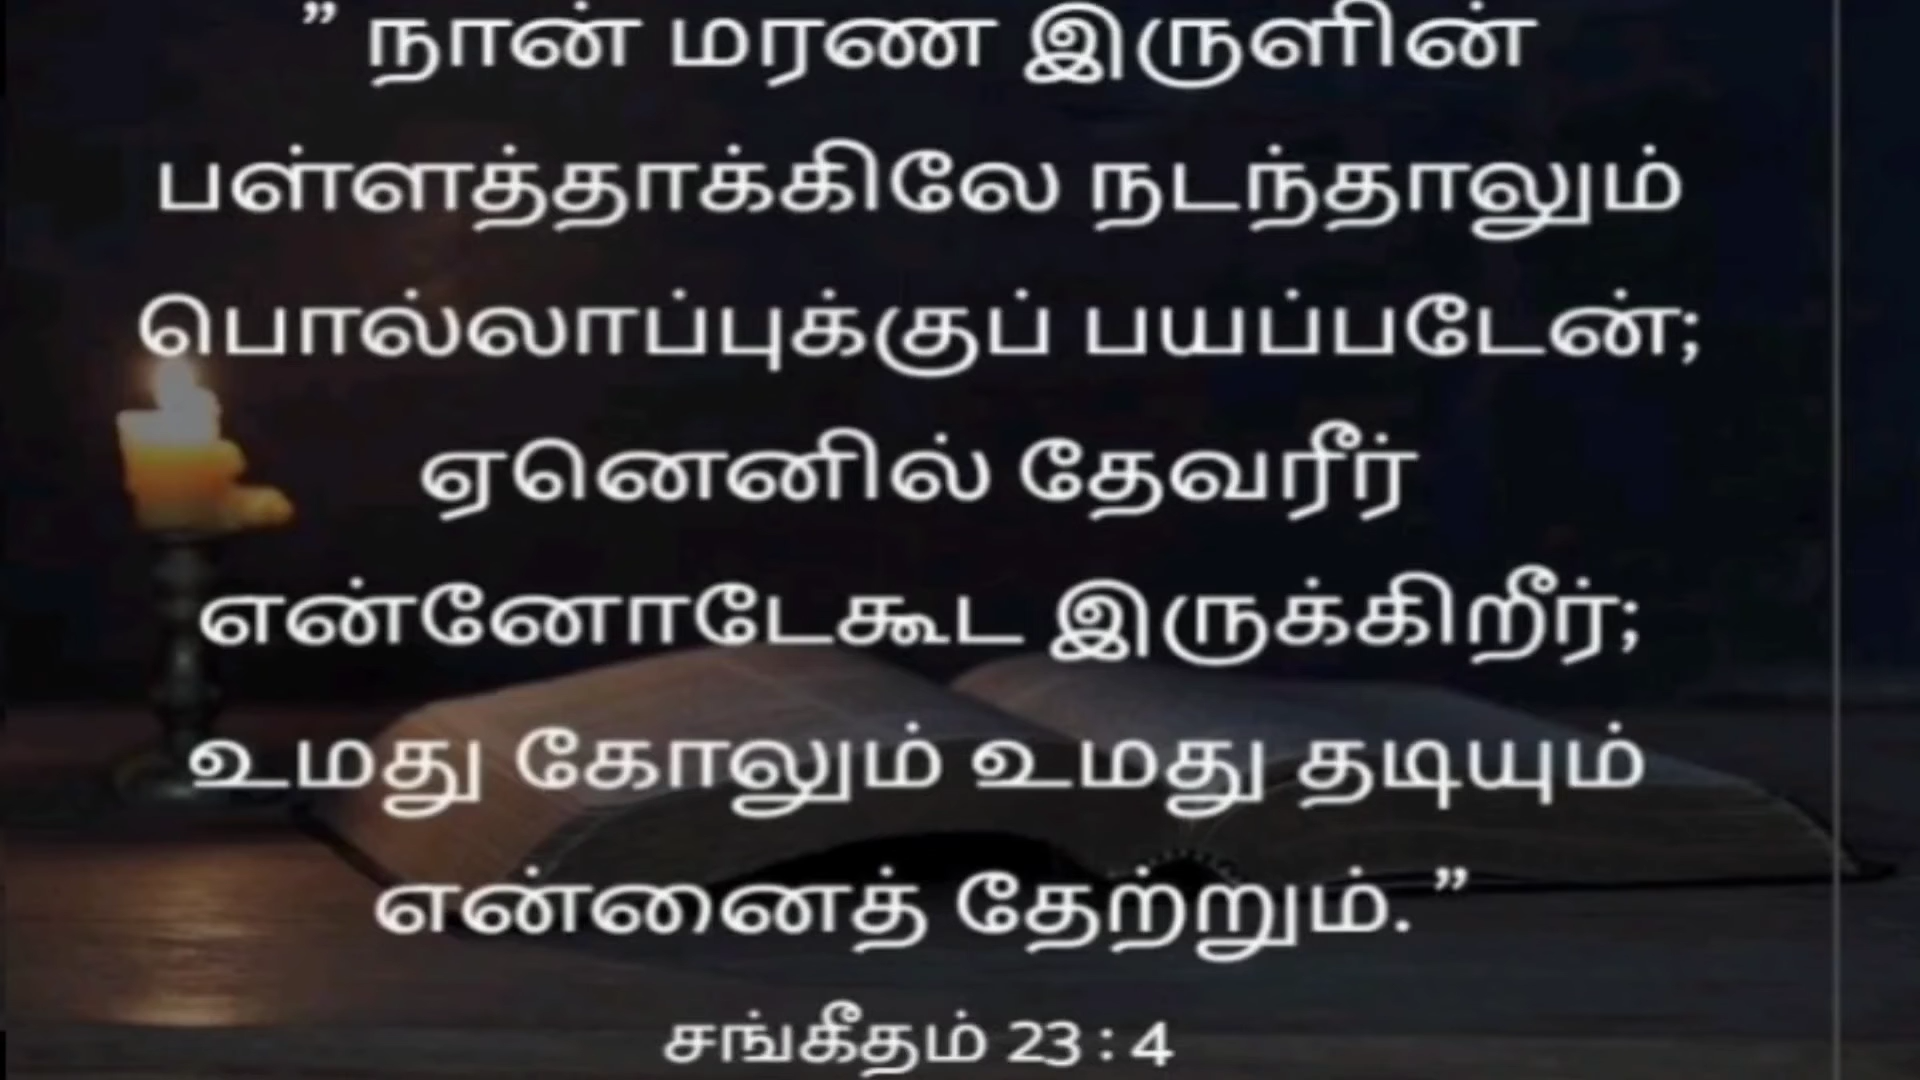 ” நான் மரண இருளின்
பள்ளத்தாக்கிலே நடந்தாலும்
பொல்லாப்புக்குப் பயப்படேன்;
ஏனெனில் தேவரீர்
என்னோடேகூட இருக்கிறீர்;
உமது கோலும் உமது தடியும்
என்னைத் தேற்றும். ”
சங்கீதம் 23 : 4